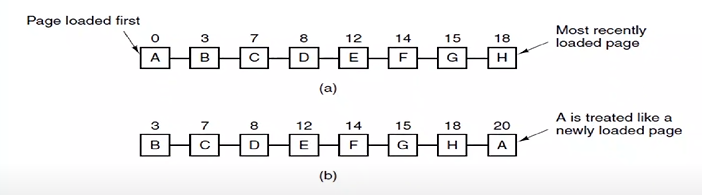 Page loaded first
0 3 7 8 12 14 15 18
Most recently
loaded page
A B C D E F G H
(a)
3 7 8 12 14 15 18 20
A is treated like a
newly loaded page
B C D E F G H A
(b)